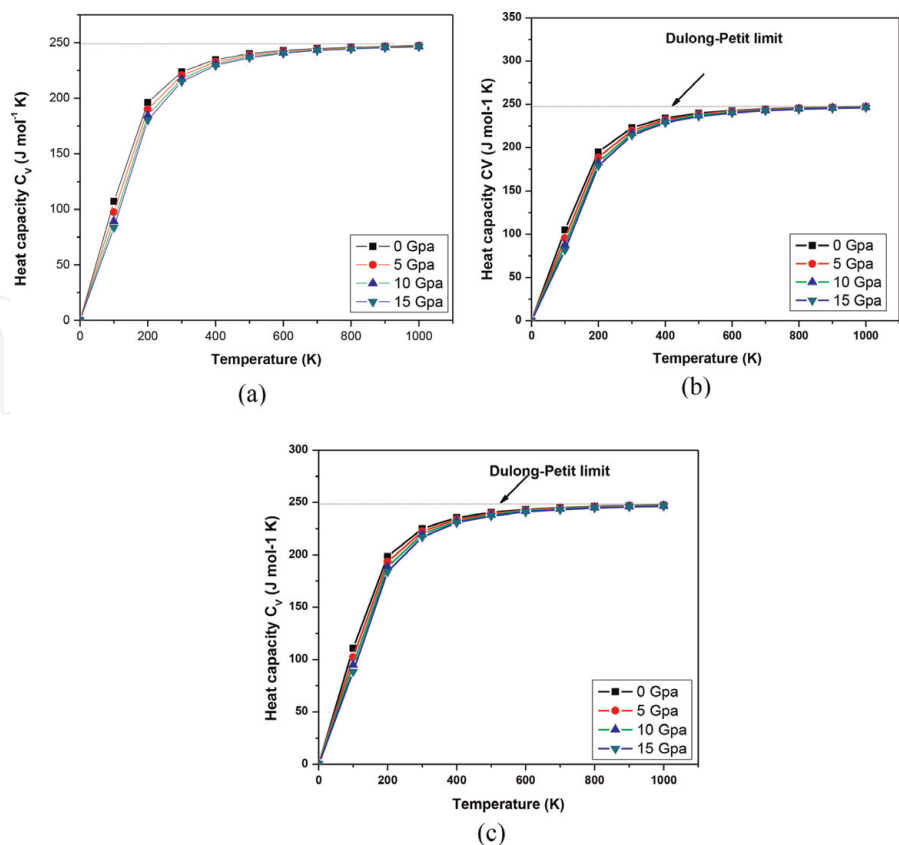 Heat capacity C_V (J mol^-1 K)
250
200
150
100
50
0
0 200 400 600 800 1000
Temperature (K)
0 Gpa
5 Gpa
10 Gpa
15 Gpa
(a)
Heat capacity CV (J mol-1 K)
350
300
250
200
150
100
50
0
Dulong-Petit limit
0 200 400 600 800 1000
Temperature (K)
0 Gpa
5 Gpa
10 Gpa
15 Gpa
(b)
Heat capacity C_V (J mol-1 K)
300
250
200
150
100
50
0
Dulong-Petit limit
0 200 400 600 800 1000
Temperature (K)
0 Gpa
5 Gpa
10 Gpa
15 Gpa
(c)